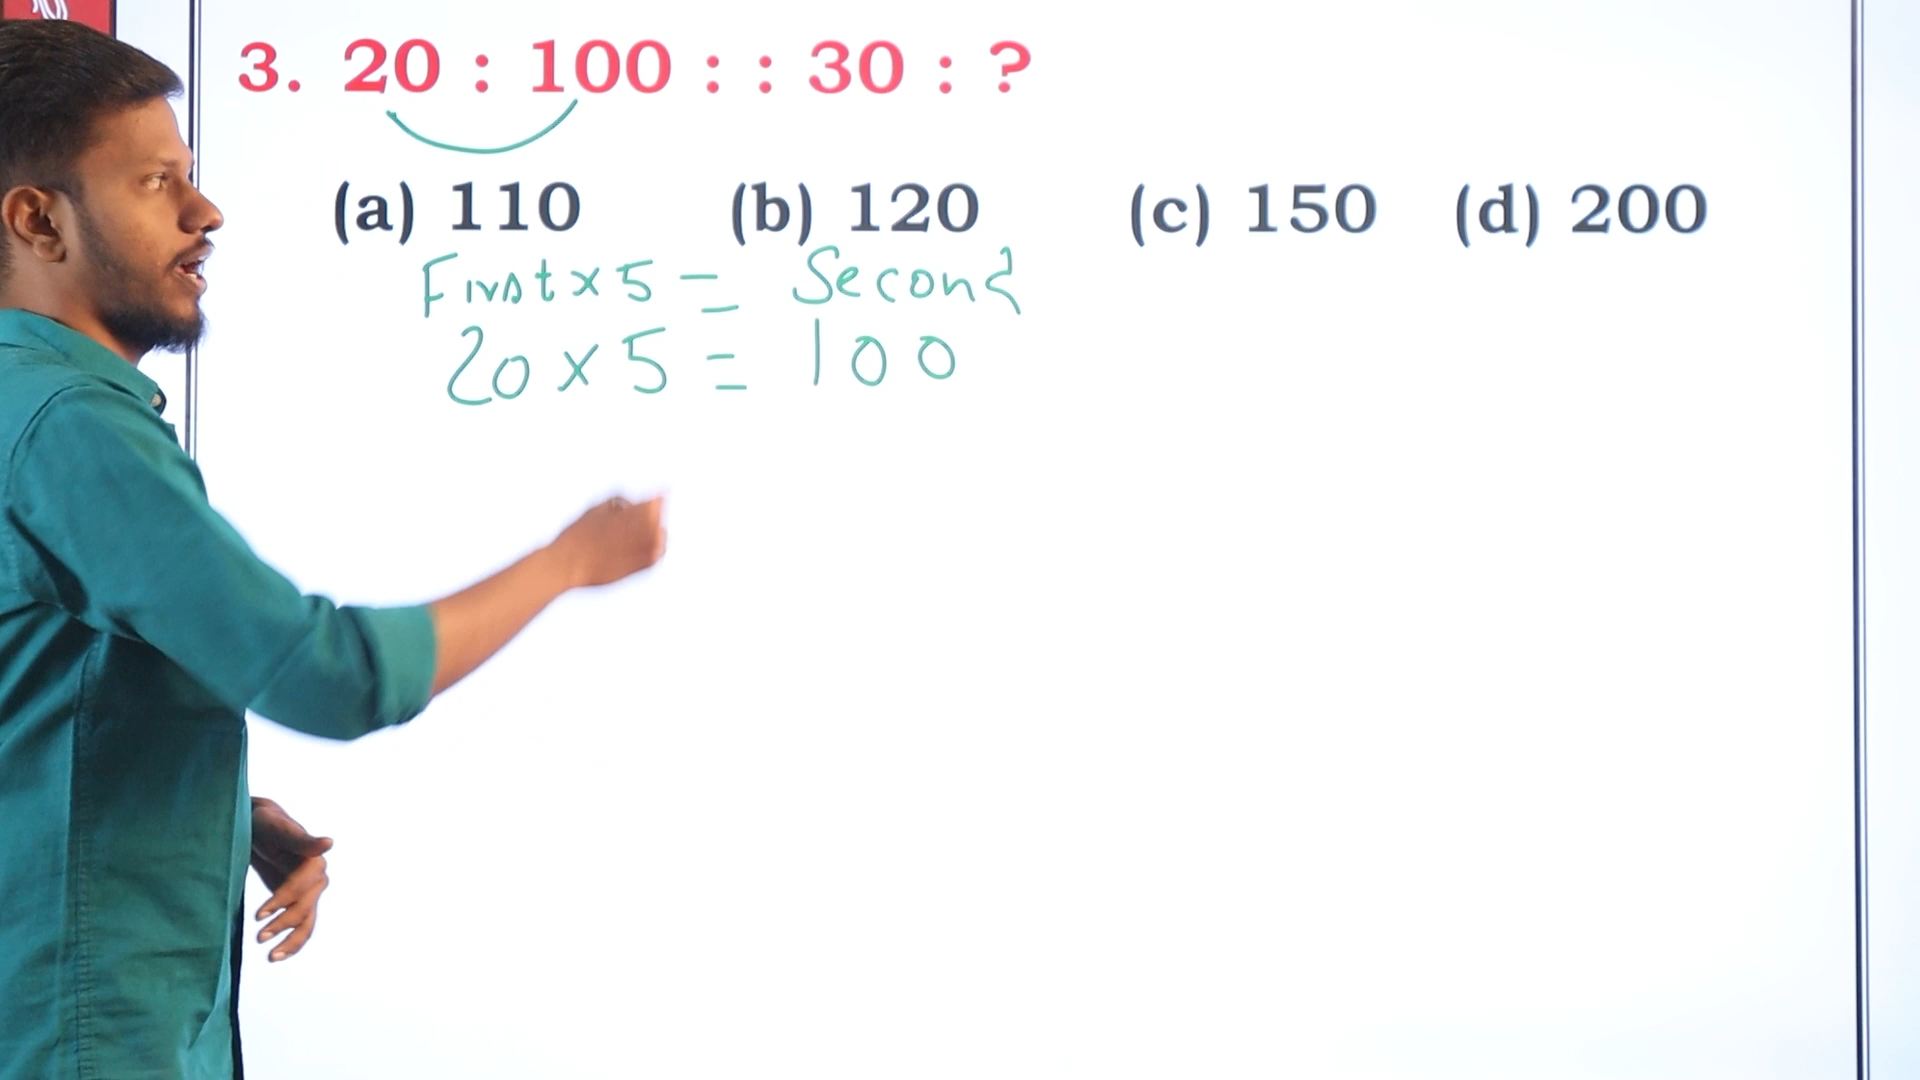 3. 20 : 100 : : 30 : ?
(a) 110 (b) 120 (c) 150 (d) 200
First x 5 = Second
20 x 5 = 100